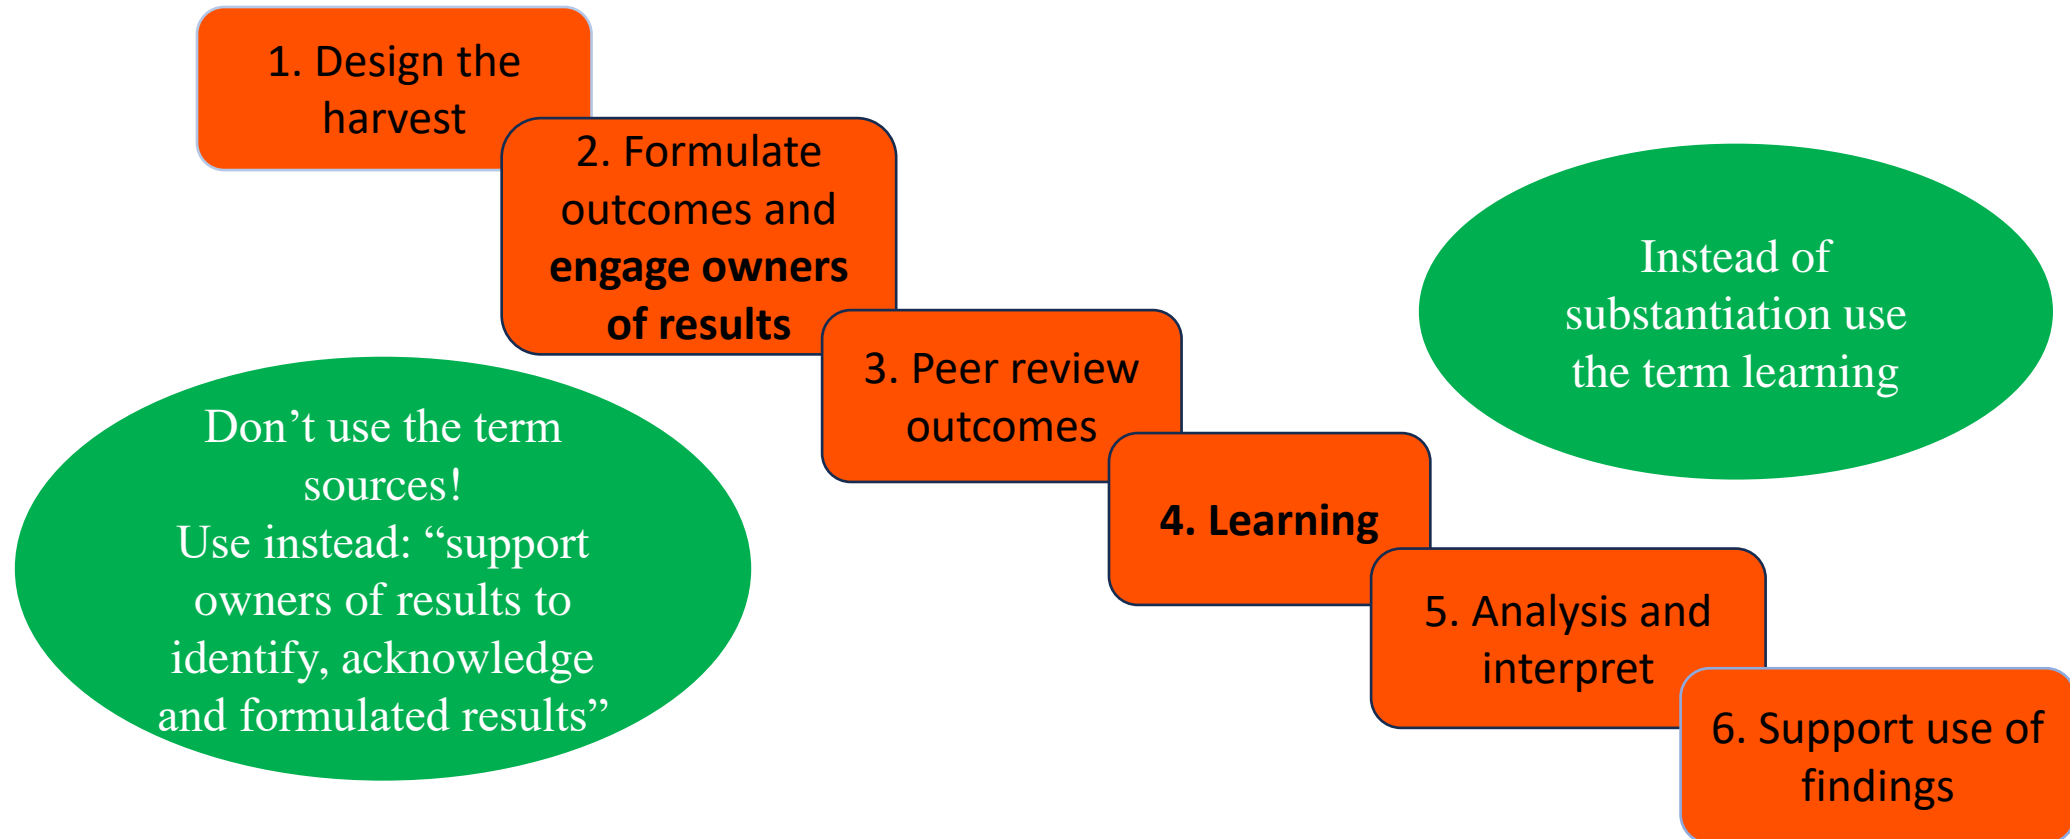 1. Design the
harvest
2. Formulate
outcomes and
engage owners
of results
3. Peer review
outcomes
4. Learning
5. Analysis and
interpret
6. Support use of
findings
Instead of
substantiation use
the term learning
Don’t use the term
sources!
Use instead: “support
owners of results to
identify, acknowledge
and formulated results”